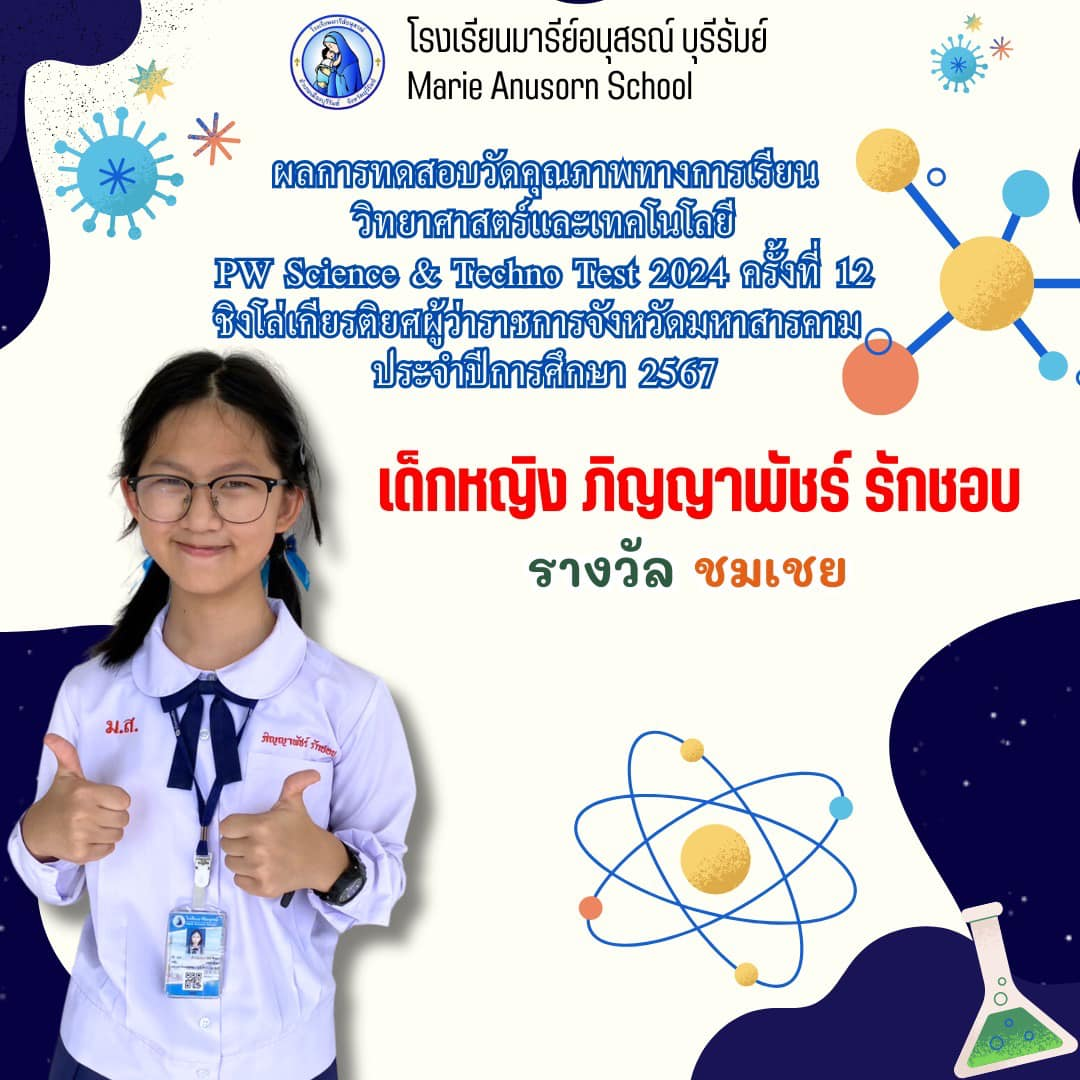 โรงเรียนมารีย์อนุสรณ์ บุรีรัมย์
Marie Anusorn School
ผลการทดสอบวัดคุณภาพทางการเรียน
วิทยาศาสตร์และเทคโนโลยี
PW Science & Techno Test 2024 ครั้งที่ 12
ชิงโล่เกียรติยศผู้ว่าราชการจังหวัดมหาสารคาม
ประจำปีการศึกษา 2567
เด็กหญิง ภิญญาพัชร์ รักชอบ
รางวัล ชมเชย
ม.ส.
ภิญญาพัชร์ รักชอบ